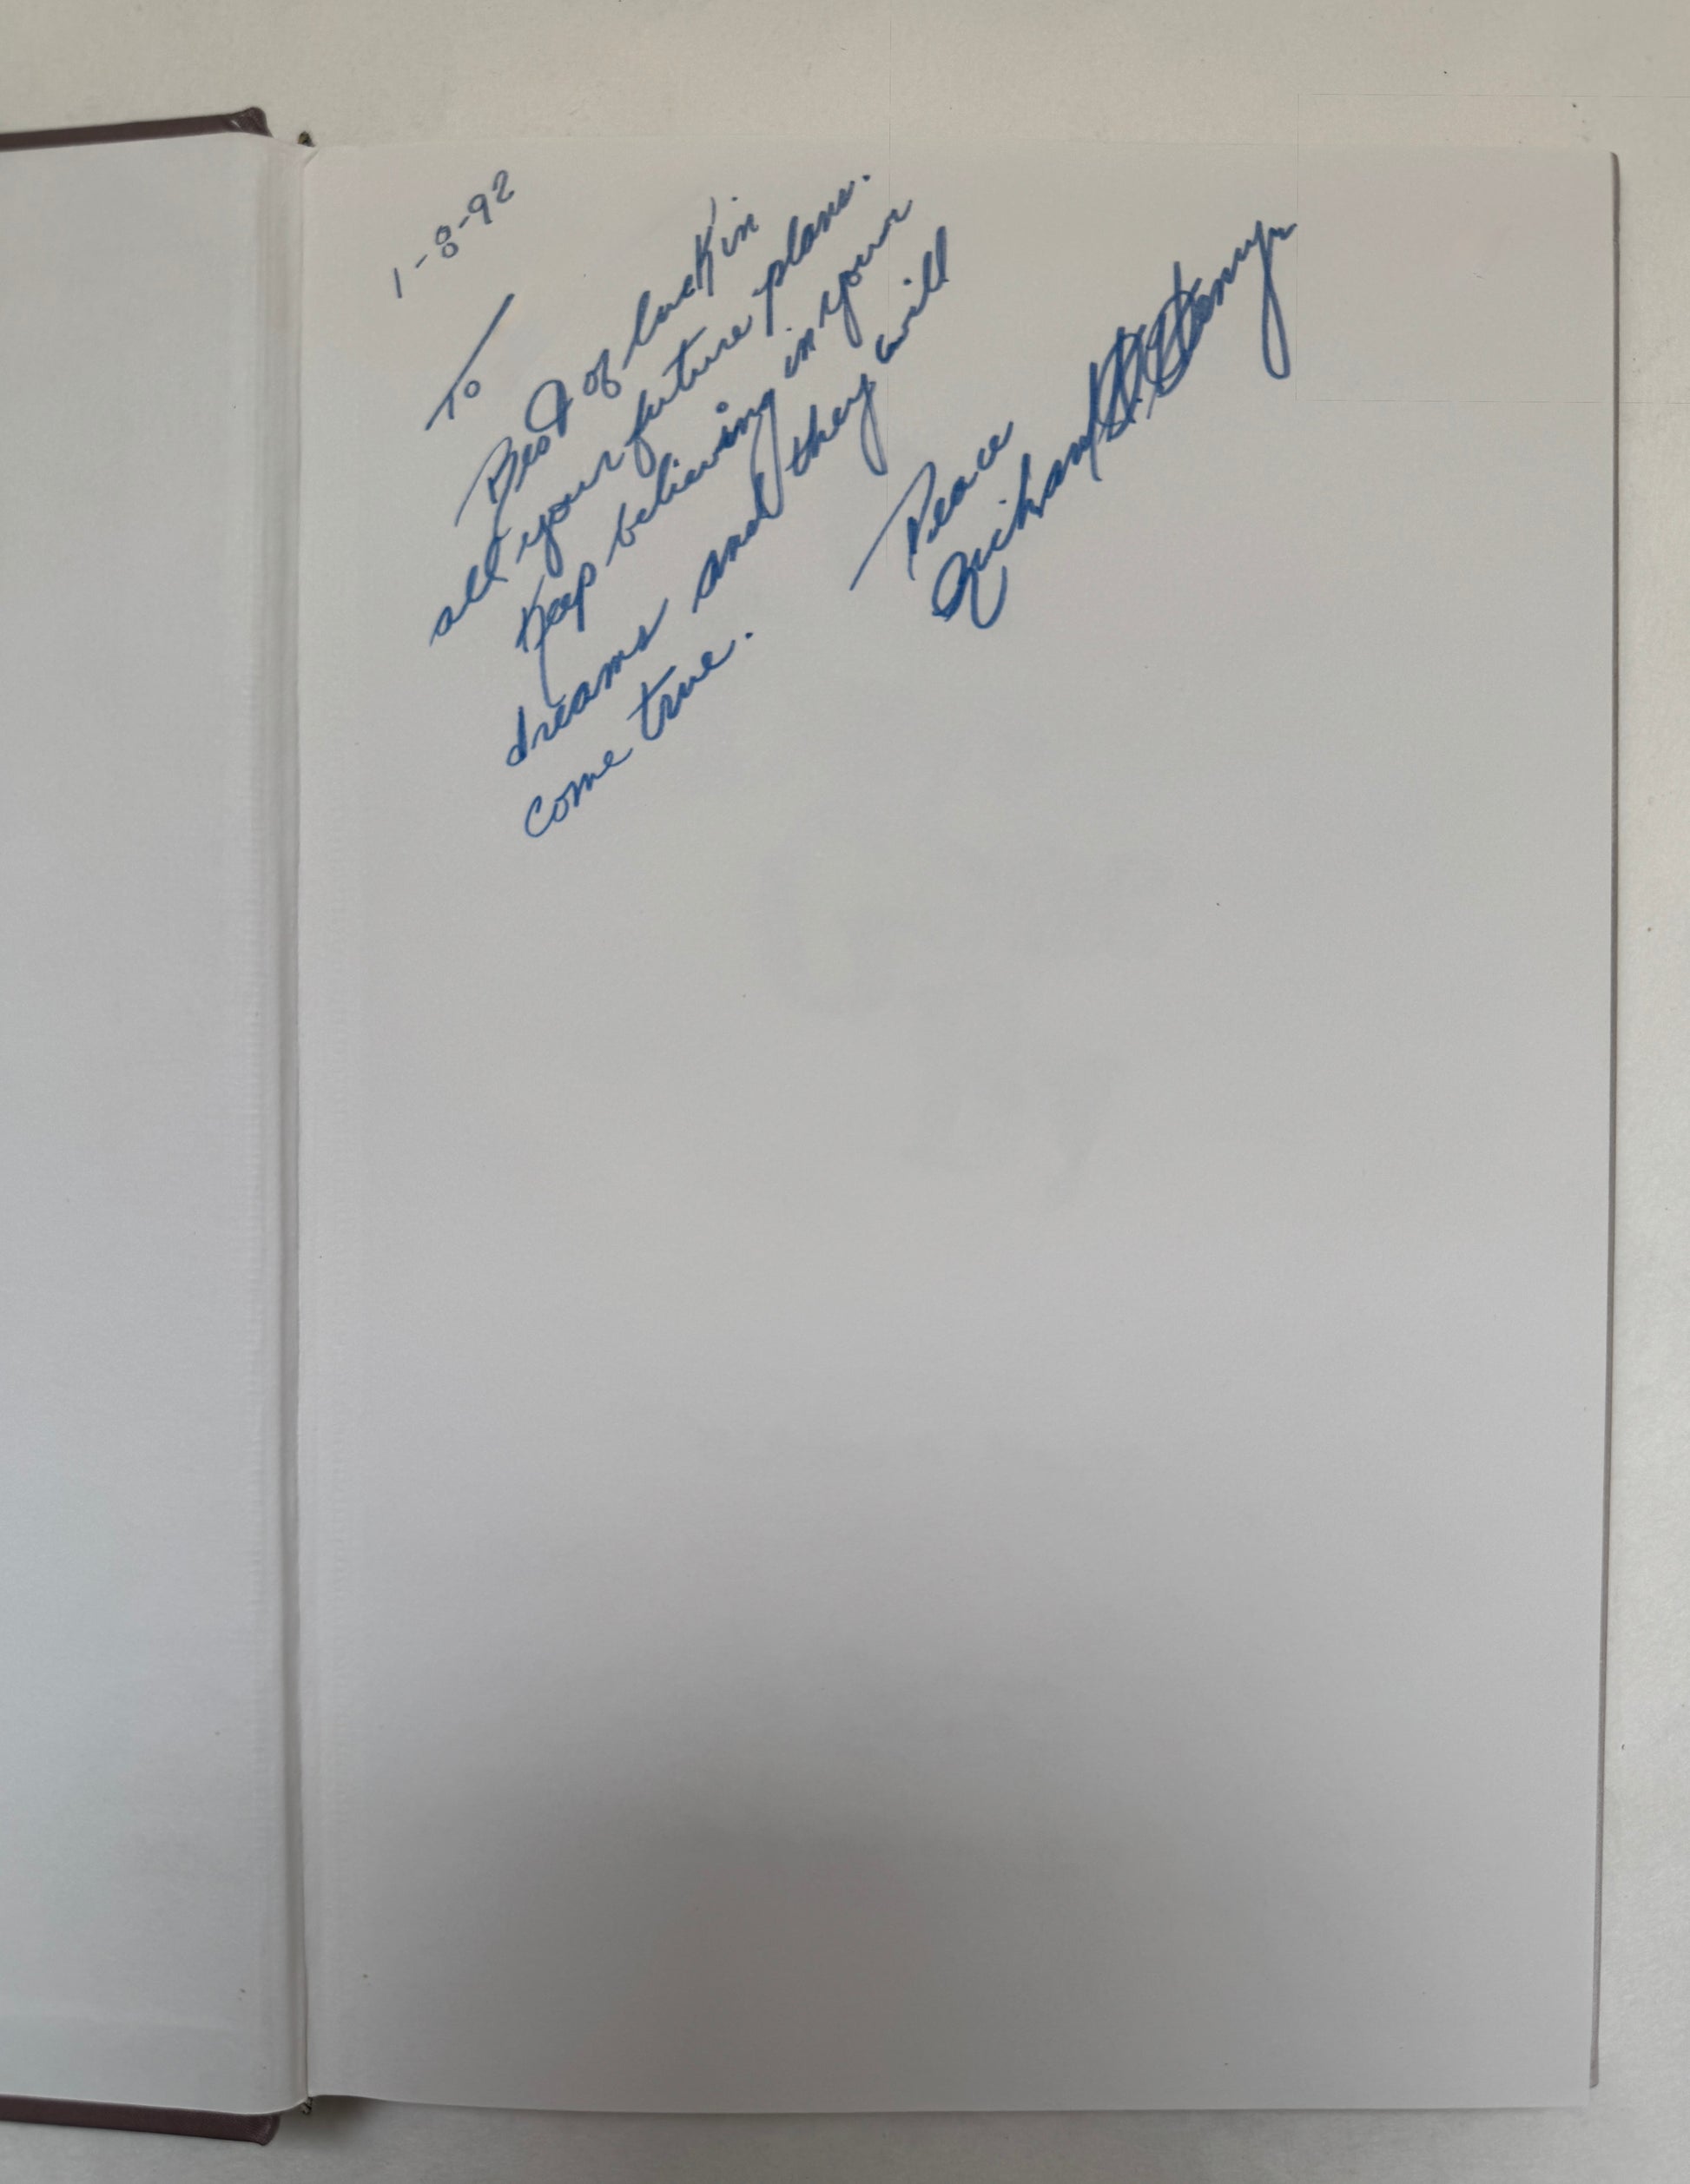 1-8-92
To
Best of luck in
all your future plans.
Keep believing in your
dreams and they will
come true.
Peace
Richard